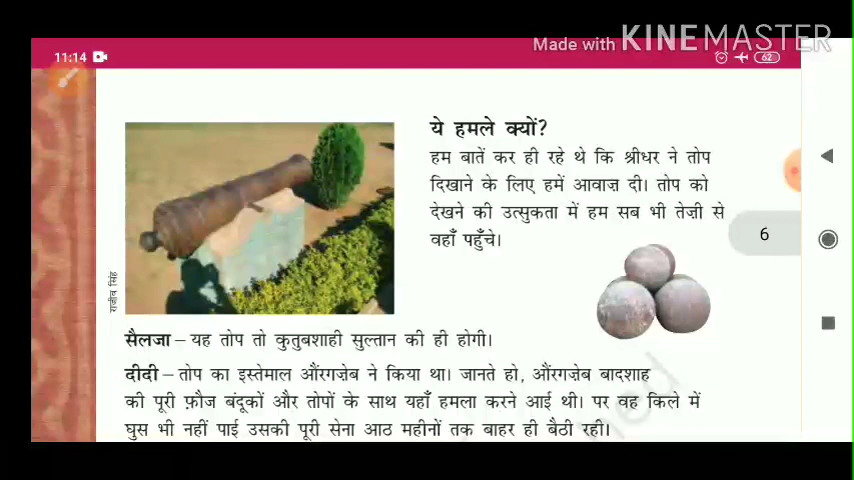 Made with KINEMASTER
11:14
62
ये हमले क्यों?
हम बातें कर ही रहे थे कि श्रीधर ने तोप
दिखाने के लिए हमें आवाज़ दी। तोप को
देखने की उत्सुकता में हम सब भी तेज़ी से
वहाँ पहुँचे।
6
राजीव सिंह
सैलजा – यह तोप तो कुतुबशाही सुल्तान की ही होगी।
दीदी – तोप का इस्तेमाल औरंगज़ेब ने किया था। जानते हो, औरंगज़ेब बादशाह
की पूरी फ़ौज बंदूकों और तोपों के साथ यहाँ हमला करने आई थी। पर वह किले में
घुस भी नहीं पाई उसकी पूरी सेना आठ महीनों तक बाहर ही बैठी रही।